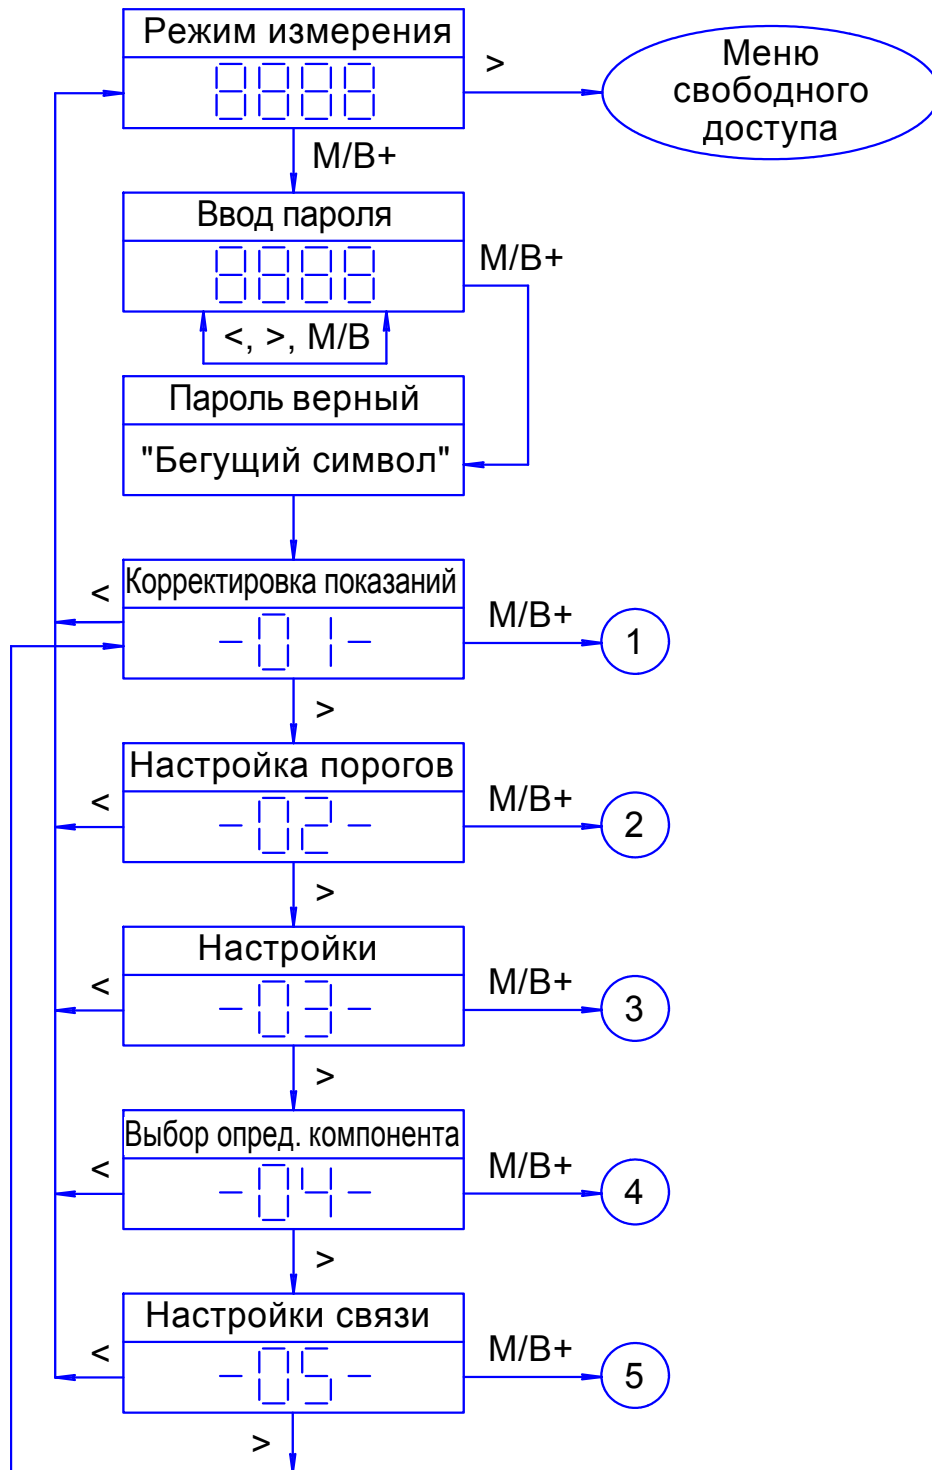 Режим измерения
8888
>
Меню
свободного
доступа
М/В+
Ввод пароля
8888
М/В+
<, >, М/В
Пароль верный
"Бегущий символ"
Корректировка показаний
<
-01-
М/В+
1
>
Настройка порогов
<
-02-
М/В+
2
>
Настройки
<
-03-
М/В+
3
>
Выбор опред. компонента
<
-04-
М/В+
4
>
Настройки связи
<
-05-
М/В+
5
>